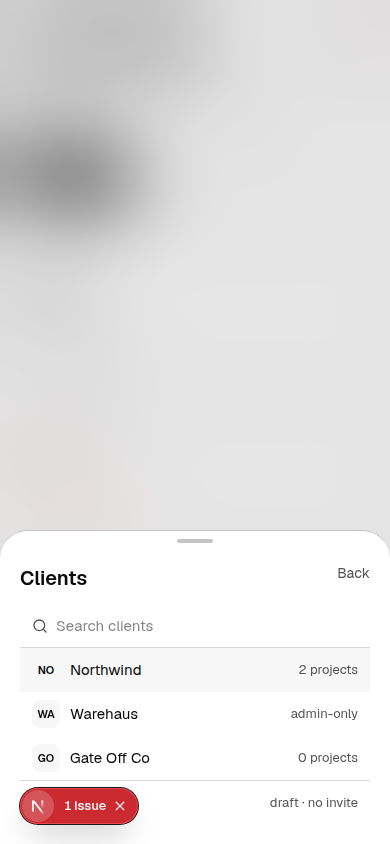 Clients
Back
Search clients
NO Northwind 2 projects
WA Warehaus admin-only
GO Gate Off Co 0 projects
N 1 Issue draft · no invite